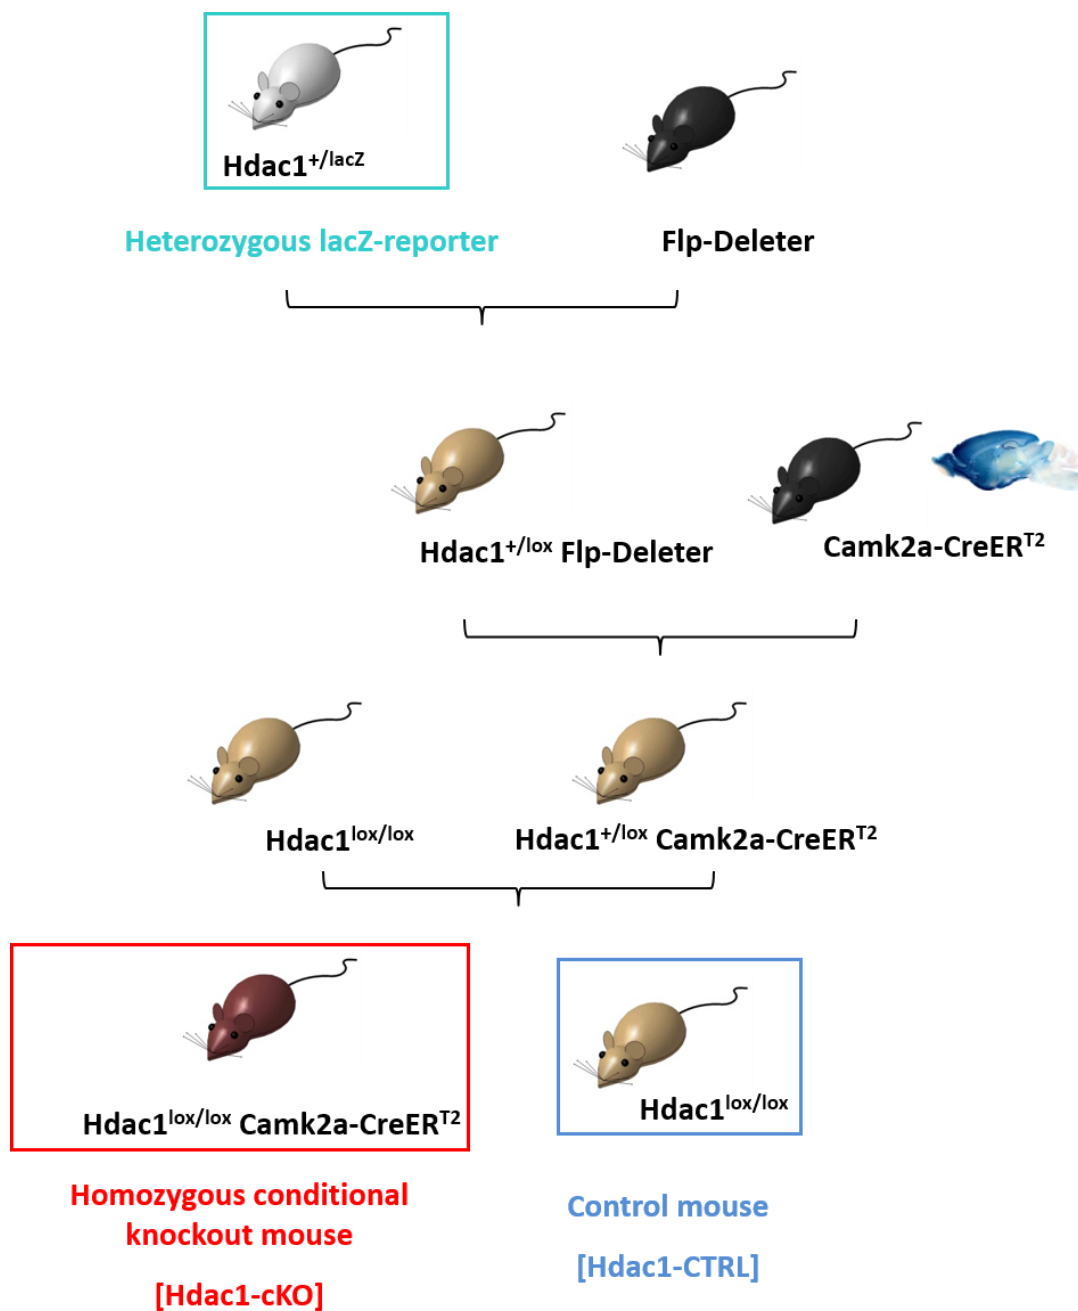 Hdac1+/lacZ
Heterozygous lacZ-reporter
Flp-Deleter
Hdac1+/lox Flp-Deleter
Camk2a-CreERT2
Hdac1lox/lox
Hdac1+/lox Camk2a-CreERT2
Hdac1lox/lox Camk2a-CreERT2
Hdac1lox/lox
Homozygous conditional
knockout mouse
[Hdac1-cKO]
Control mouse
[Hdac1-CTRL]